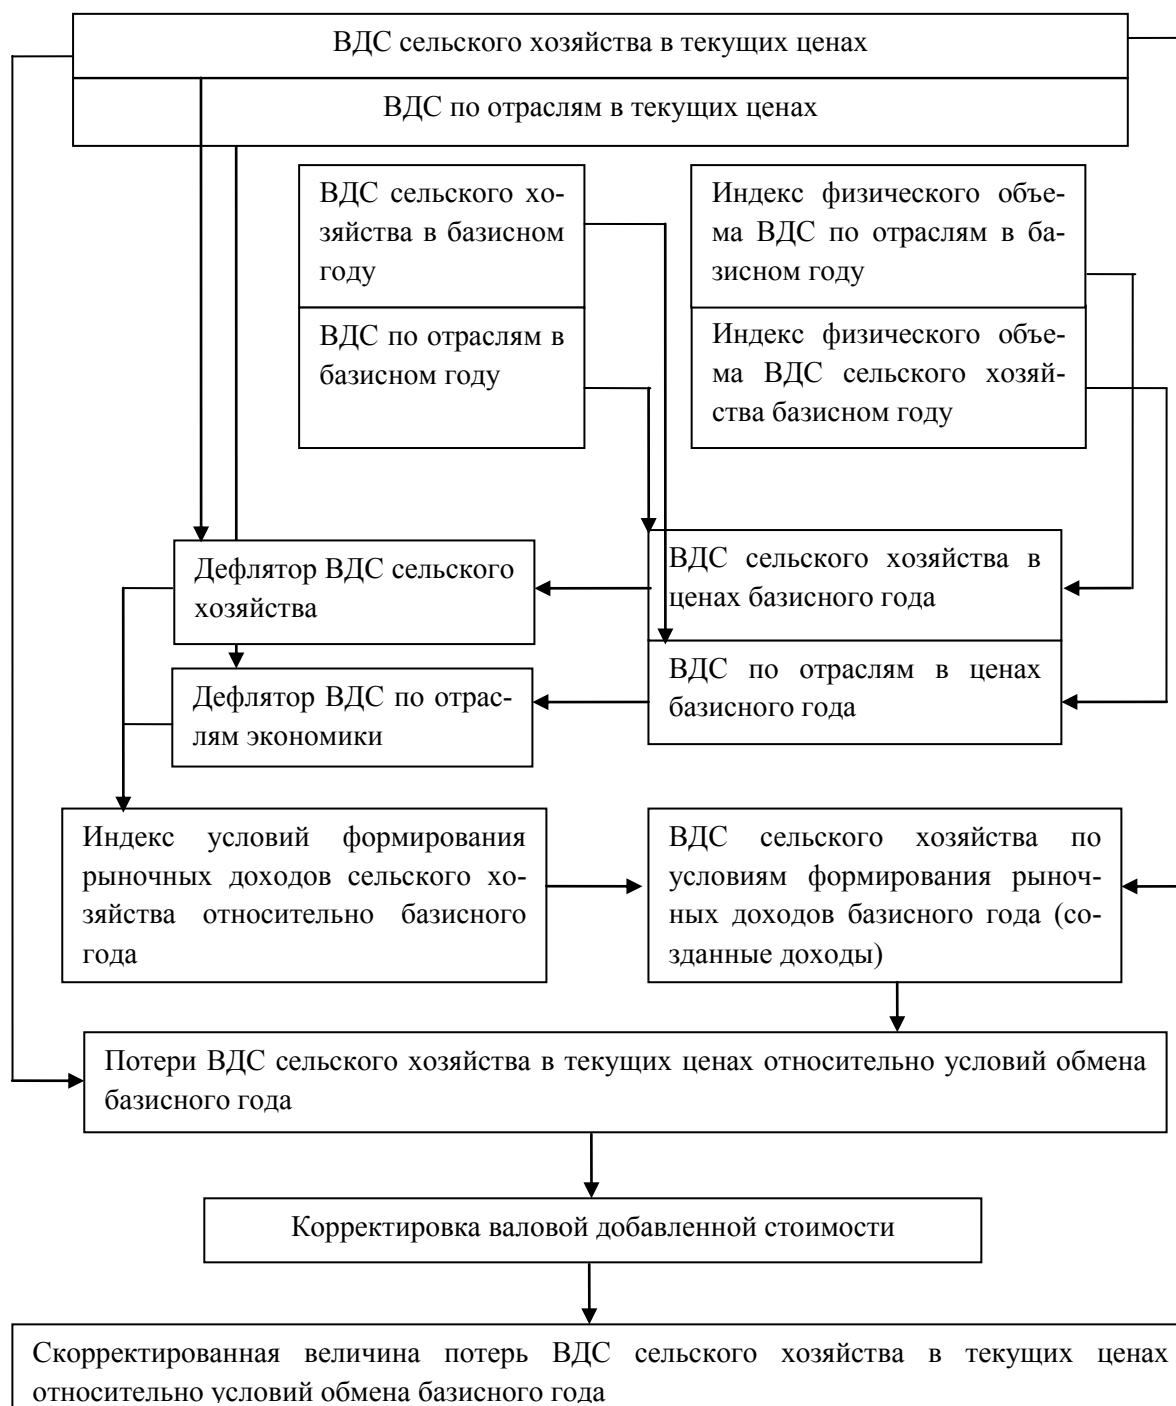 ВДС сельского хозяйства в текущих ценах
ВДС по отраслям в текущих ценах
ВДС сельского хо-
зяйства в базисном
году
ВДС по отраслям в
базисном году
Индекс физического объе-
ма ВДС по отраслям в ба-
зисном году
Индекс физического объе-
ма ВДС сельского хозяй-
ства базисном году
Дефлятор ВДС сельского
хозяйства
ВДС сельского хозяйства в
ценах базисного года
Дефлятор ВДС по отрас-
лям экономики
ВДС по отраслям в ценах
базисного года
Индекс условий формирования
рыночных доходов сельского хо-
зяйства относительно базисного
года
ВДС сельского хозяйства по
условиям формирования рыноч-
ных доходов базисного года (со-
зданные доходы)
Потери ВДС сельского хозяйства в текущих ценах относительно условий обмена
базисного года
Корректировка валовой добавленной стоимости
Скорректированная величина потерь ВДС сельского хозяйства в текущих ценах
относительно условий обмена базисного года